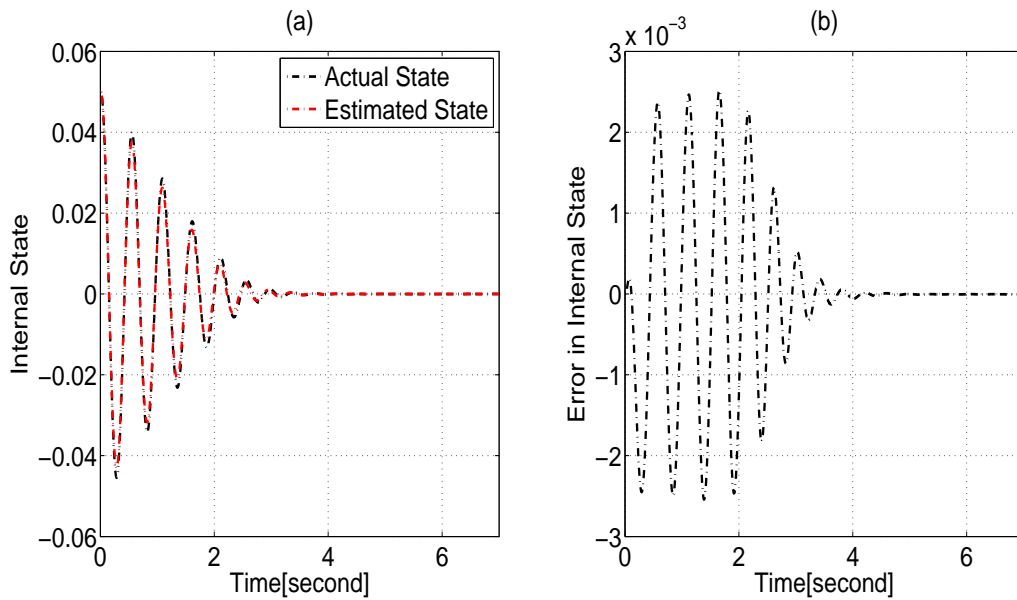 (a)
Internal State
0.06
0.04
0.02
0
−0.02
−0.04
−0.06
Actual State
Estimated State
0
2
4
6
Time[second]
(b)
x 10⁻³
Error in Internal State
3
2
1
0
−1
−2
−3
0
2
4
6
Time[second]